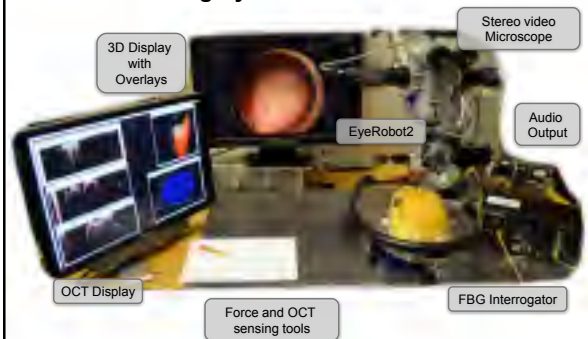 Stereo video
Microscope
3D Display
with
Overlays
EyeRobot2
Audio
Output
OCT Display
FBG Interrogator
Force and OCT
sensing tools